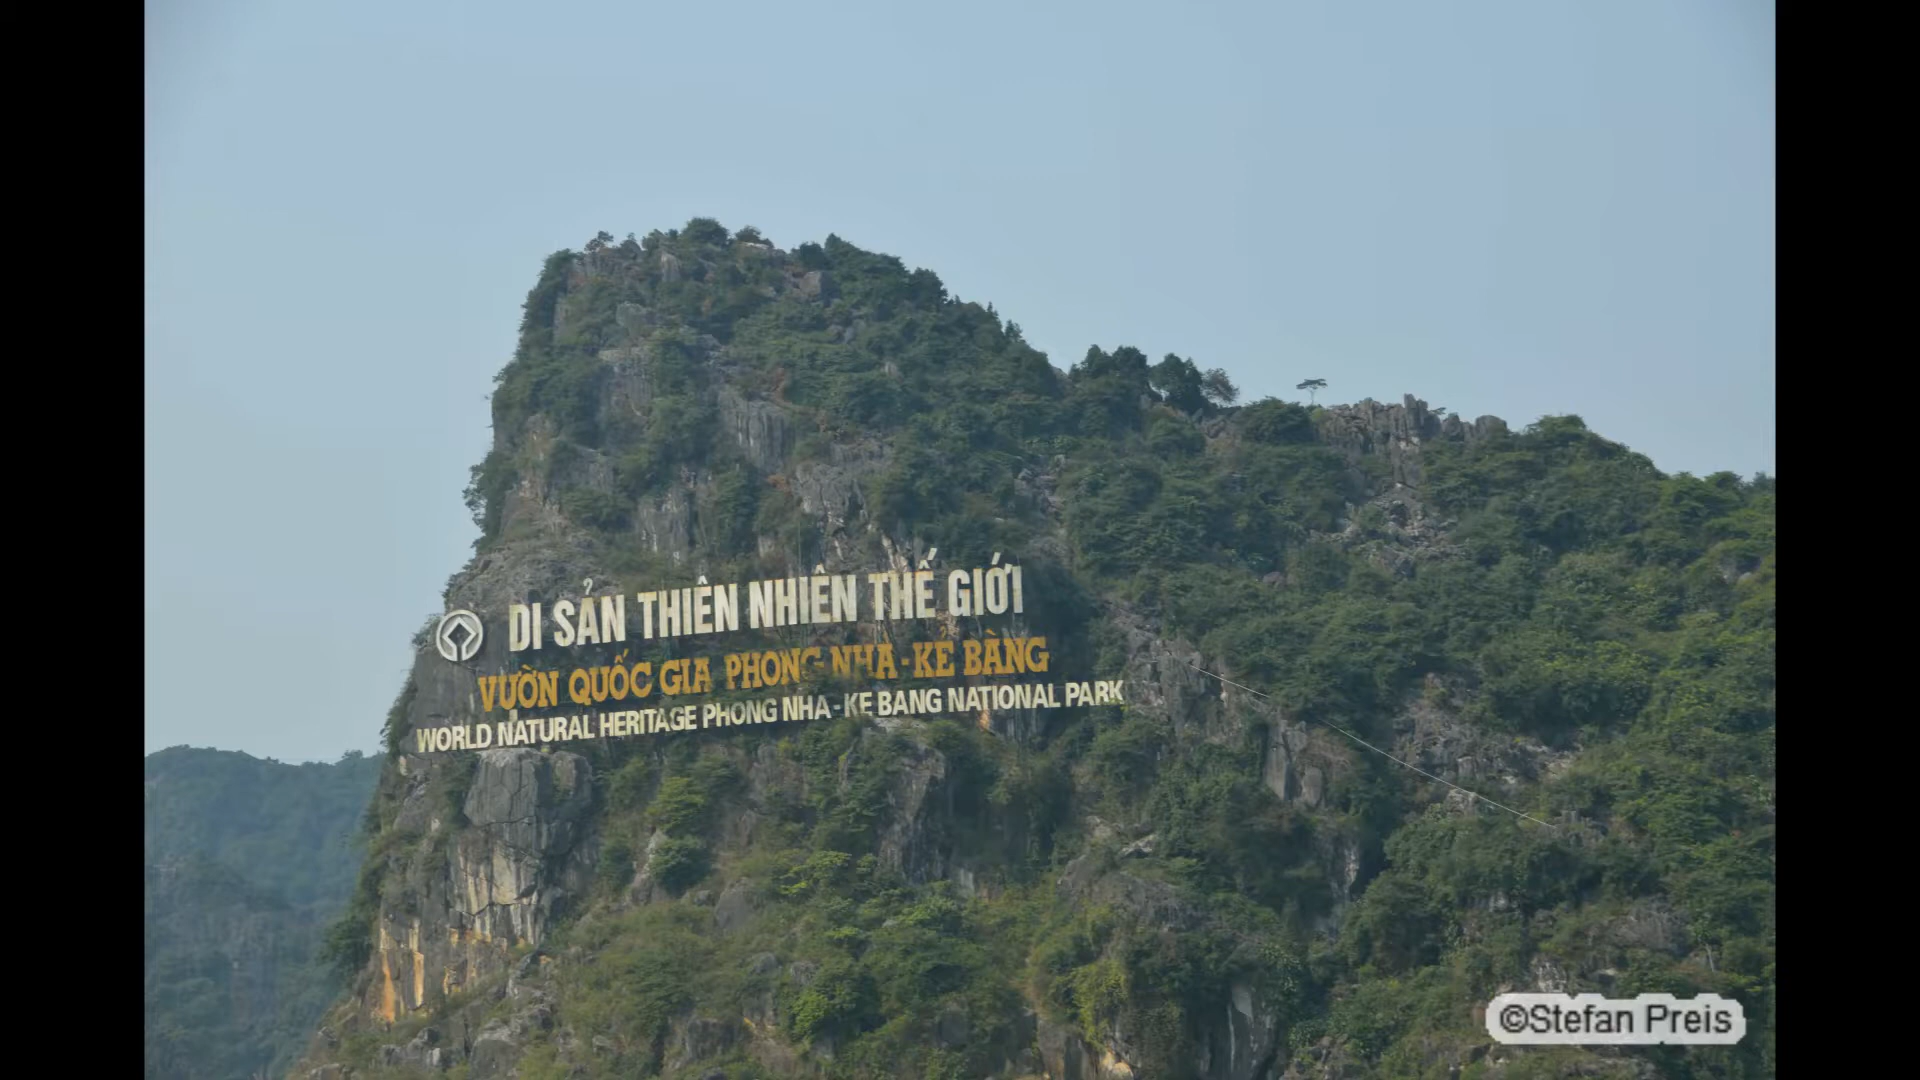 DI SẢN THIÊN NHIÊN THẾ GIỚI
VƯỜN QUỐC GIA PHONG NHA - KẺ BÀNG
WORLD NATURAL HERITAGE PHONG NHA - KE BANG NATIONAL PARK
©Stefan Preis